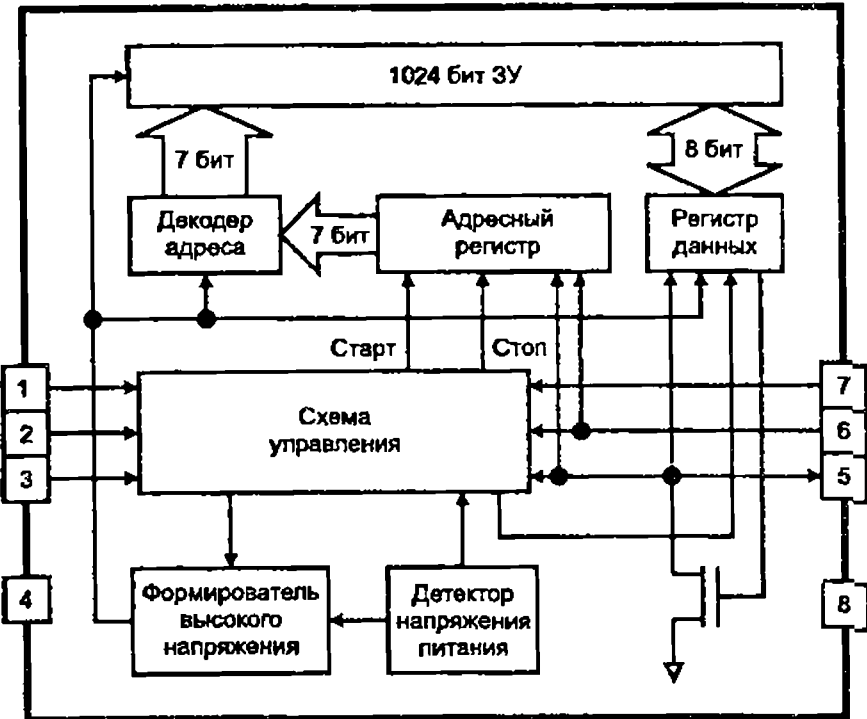 1024 бит ЗУ
7 бит
8 бит
Декодер
адреса
7 бит
Адресный
регистр
Регистр
данных
Старт
Стоп
1
2
3
4
Схема
управления
7
6
5
8
Формирователь
высокого
напряжения
Детектор
напряжения
питания